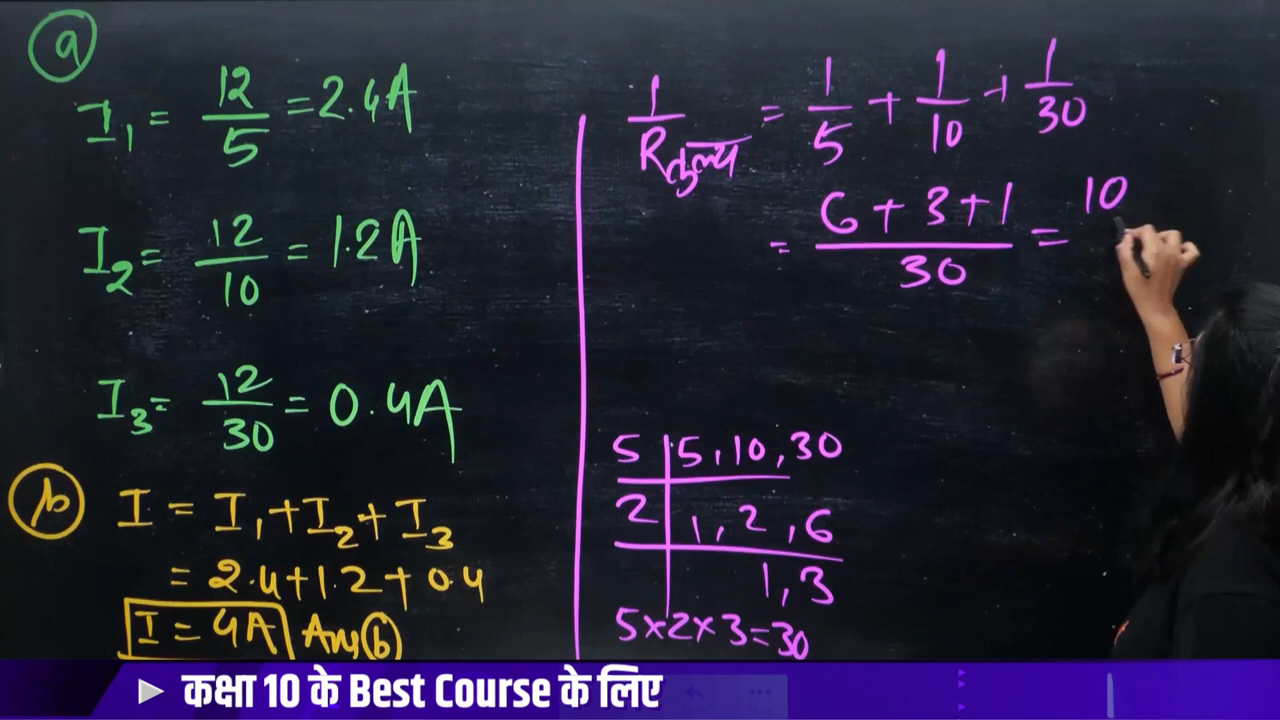 a
I₁ = 12/5 = 2.4A
I₂ = 12/10 = 1.2A
I₃ = 12/30 = 0.4A
b I = I₁ + I₂ + I₃
= 2.4 + 1.2 + 0.4
I = 4A Ans (b)
1/R तुल्य = 1/5 + 1/10 + 1/30
= 6 + 3 + 1 / 30 = 10
5 | 5, 10, 30
2 | 1, 2, 6
1, 3
5 × 2 × 3 = 30
कक्षा 10 के Best Course के लिए